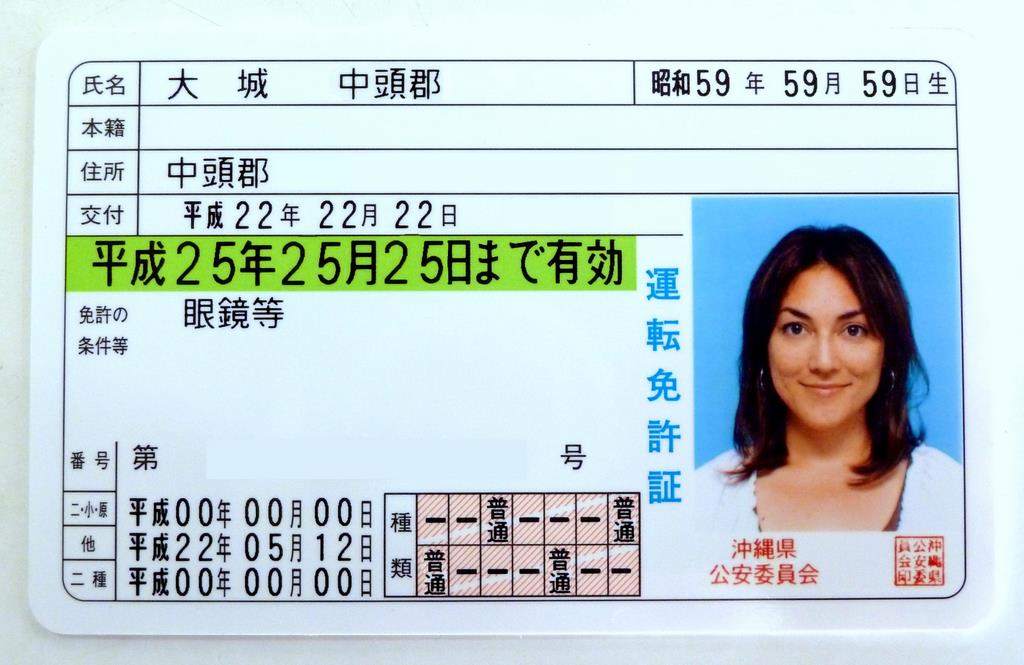 氏名 大 城 中頭郡 昭和59年 59月 59日生
本籍
住所 中頭郡
交付 平成22年 22月 22日
平成25年25月25日まで有効
免許の
条件等
眼鏡等
運転免許証
番号 第 号
二・小・原 平成00年 00月 00日
他 平成22年 05月 12日
二種 平成00年 00月 00日
種類
ー ー 普通 ー ー ー 普通
普通 ー ー ー 普通 ー ー
沖縄県
公安委員会
沖縄県
公安委
員会印